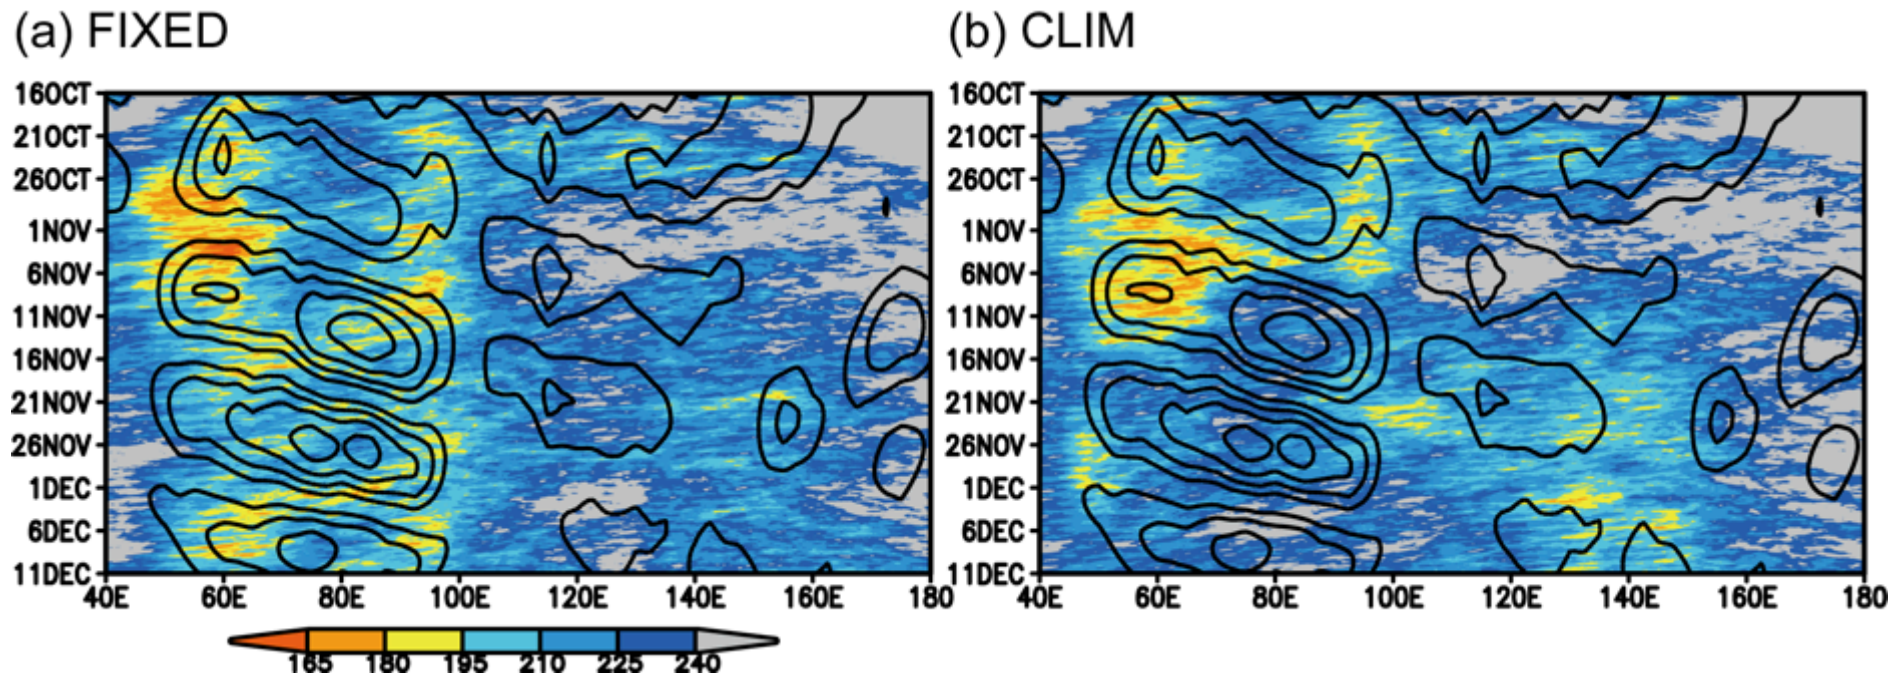 (a) FIXED
(b) CLIM
16OCT
21OCT
26OCT
1NOV
6NOV
11NOV
16NOV
21NOV
26NOV
1DEC
6DEC
11DEC
40E 60E 80E 100E 120E 140E 160E 180
16OCT
21OCT
26OCT
1NOV
6NOV
11NOV
16NOV
21NOV
26NOV
1DEC
6DEC
11DEC
40E 60E 80E 100E 120E 140E 160E 180
165 180 195 210 225 240